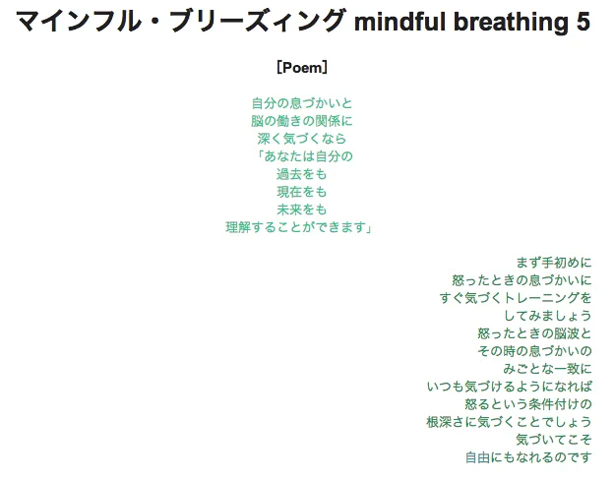 マインフル・ブリーズィング mindful breathing 5
［Poem］
自分の息づかいと
脳の働きの関係に
深く気づくなら
「あなたは自分の
過去をも
現在をも
未来をも
理解することができます」
まず手初めに
怒ったときの息づかいに
すぐ気づくトレーニングを
してみましょう
怒ったときの脳波と
その時の息づかいの
みごとな一致に
いつも気づけるようになれば
怒るという条件付けの
根深さに気づくことでしょう
気づいてこそ
自由にもなれるのです